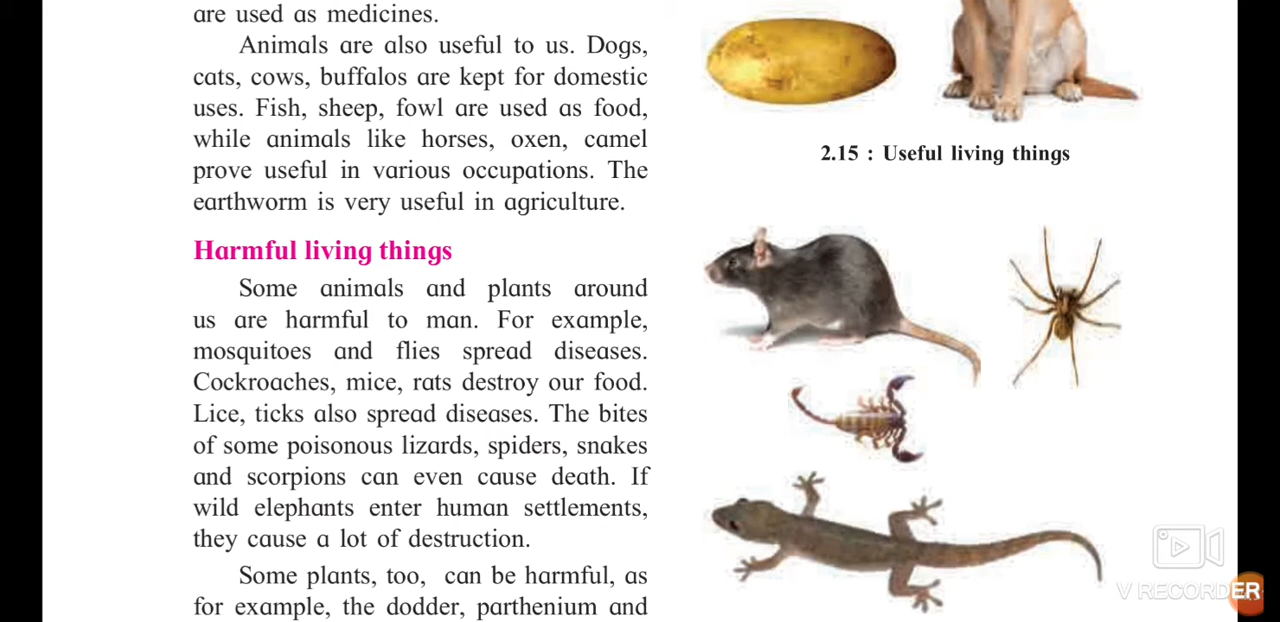 are used as medicines.
Animals are also useful to us. Dogs,
cats, cows, buffalos are kept for domestic
uses. Fish, sheep, fowl are used as food,
while animals like horses, oxen, camel
prove useful in various occupations. The
earthworm is very useful in agriculture.
Harmful living things
Some animals and plants around
us are harmful to man. For example,
mosquitoes and flies spread diseases.
Cockroaches, mice, rats destroy our food.
Lice, ticks also spread diseases. The bites
of some poisonous lizards, spiders, snakes
and scorpions can even cause death. If
wild elephants enter human settlements,
they cause a lot of destruction.
Some plants, too, can be harmful, as
for example, the dodder, parthenium and
2.15 : Useful living things
V RECORDER